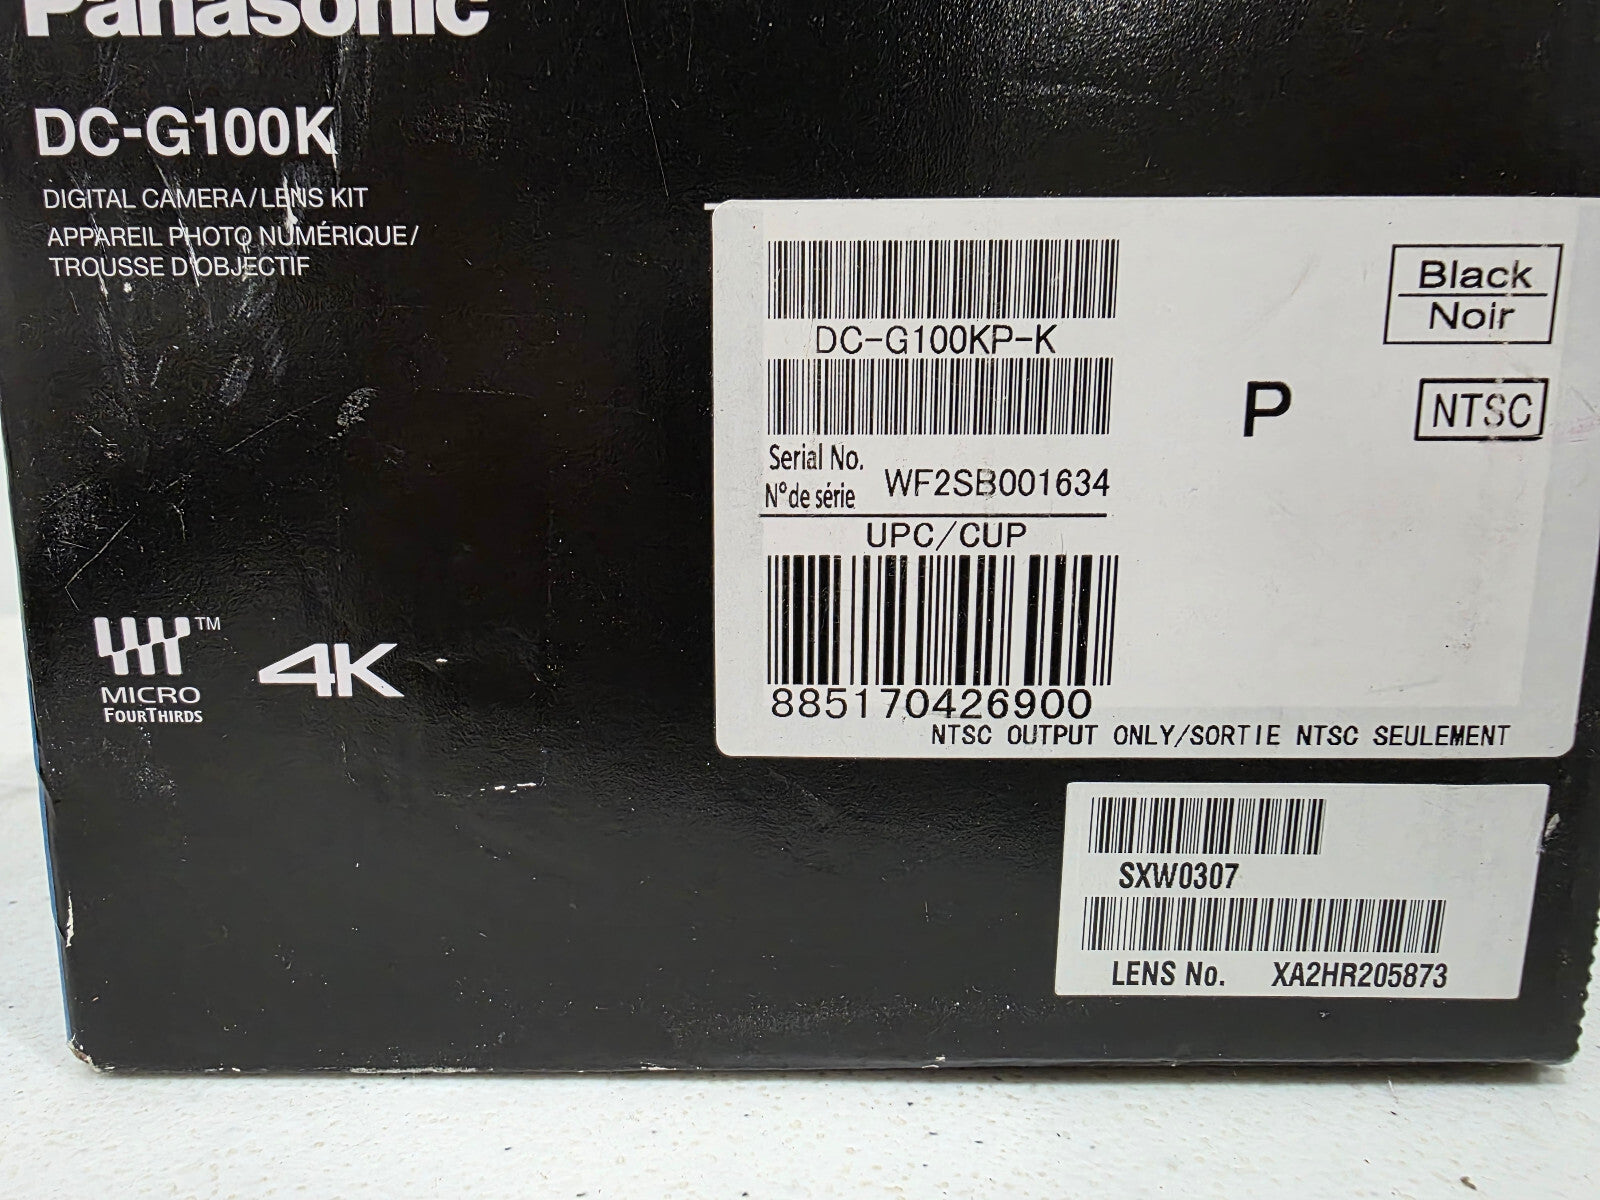 Panasonic
DC-G100K
DIGITAL CAMERA/LENS KIT
APPAREIL PHOTO NUMÉRIQUE/
TROUSSE D'OBJECTIF
MICRO
FOURTHIRDS
TM
4K
DC-G100KP-K
Serial No.
N° de série
WF2SB001634
UPC/CUP
885170426900
NTSC OUTPUT ONLY/SORTIE NTSC SEULEMENT
P
Black
Noir
NTSC
SXW0307
LENS No. XA2HR205873